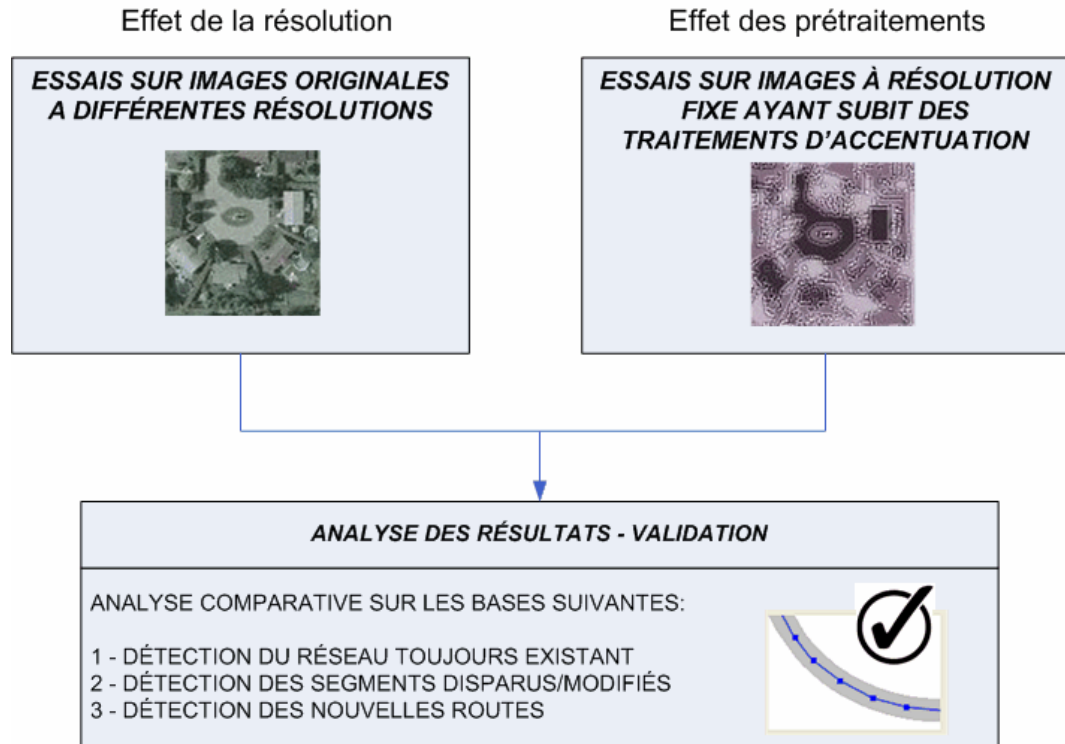 Effet de la résolution
Effet des prétraitements
ESSAIS SUR IMAGES ORIGINALES
A DIFFÉRENTES RÉSOLUTIONS
ESSAIS SUR IMAGES À RÉSOLUTION
FIXE AYANT SUBIT DES
TRAITEMENTS D'ACCENTUATION
ANALYSE DES RÉSULTATS - VALIDATION
ANALYSE COMPARATIVE SUR LES BASES SUIVANTES:
1 - DÉTECTION DU RÉSEAU TOUJOURS EXISTANT
2 - DÉTECTION DES SEGMENTS DISPARUS/MODIFIÉS
3 - DÉTECTION DES NOUVELLES ROUTES